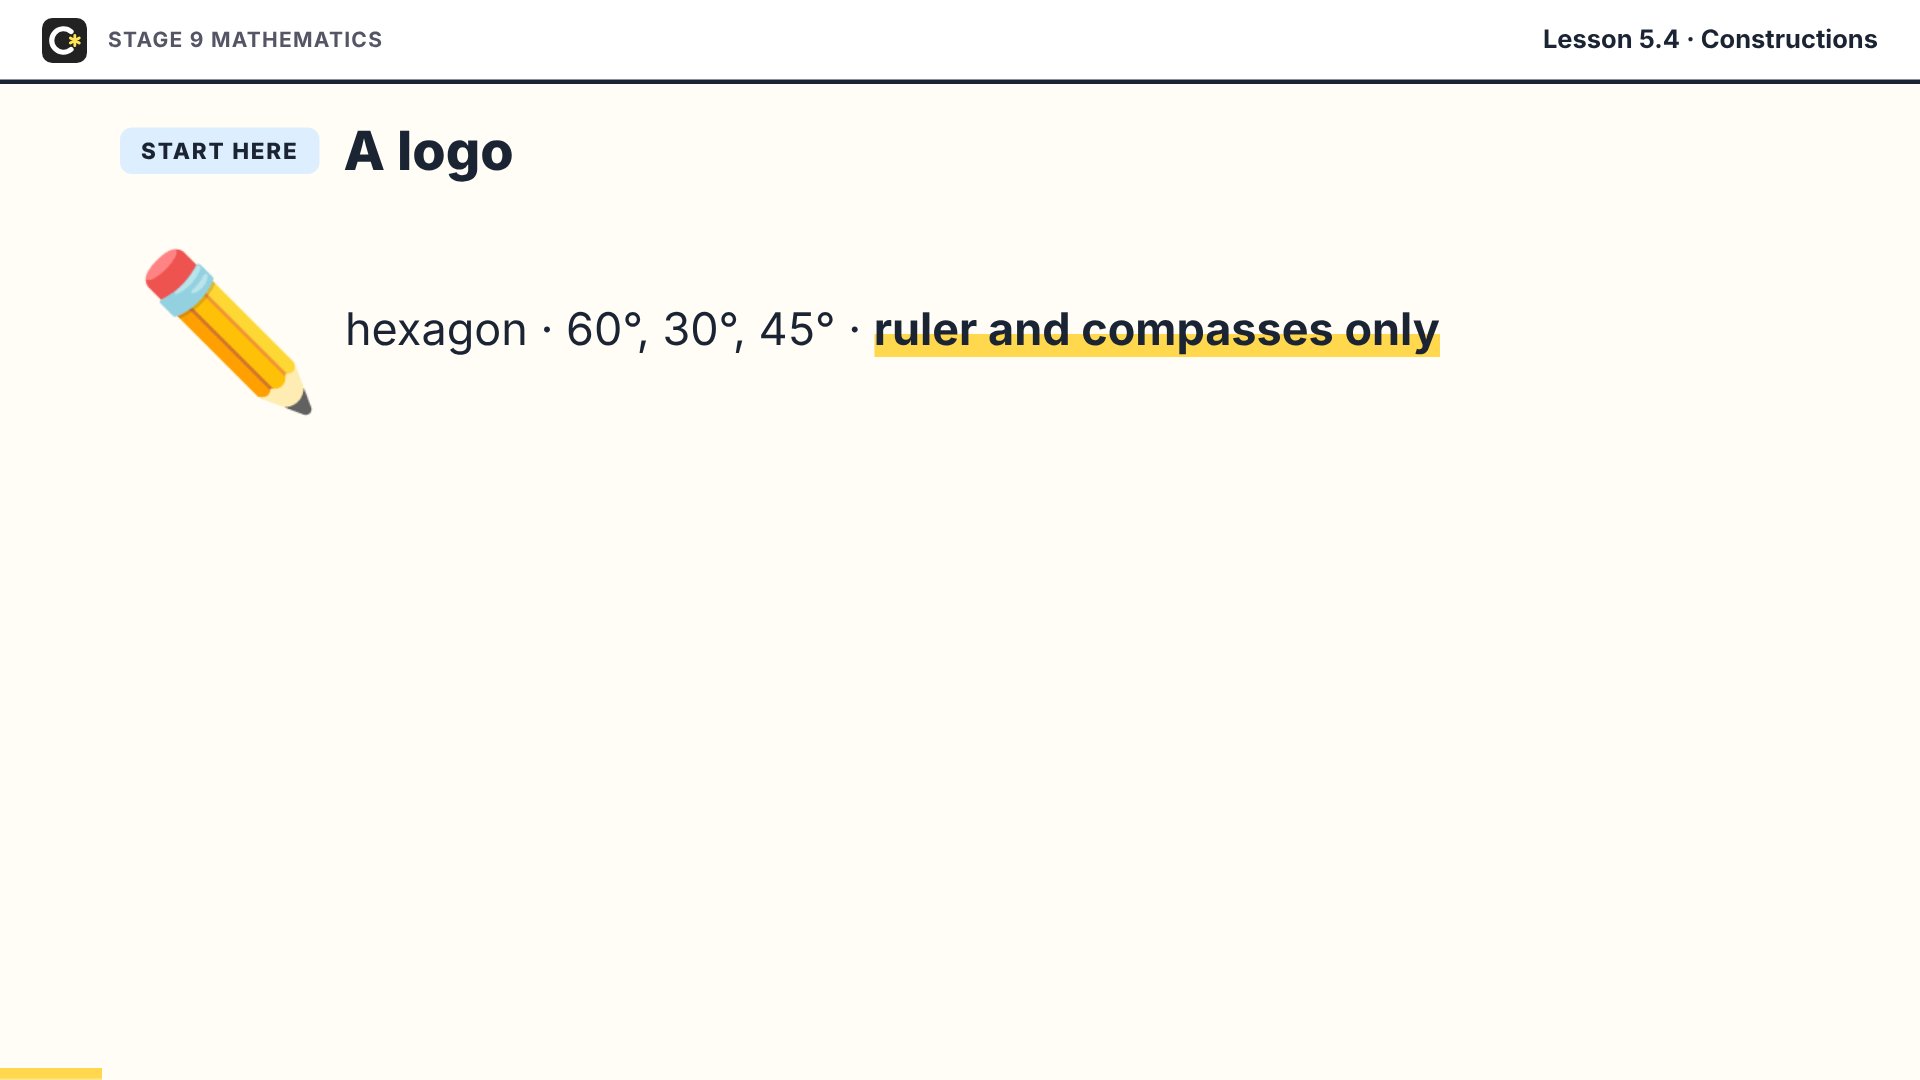 STAGE 9 MATHEMATICS
Lesson 5.4 · Constructions
START HERE
A logo
hexagon · 60°, 30°, 45° · ruler and compasses only